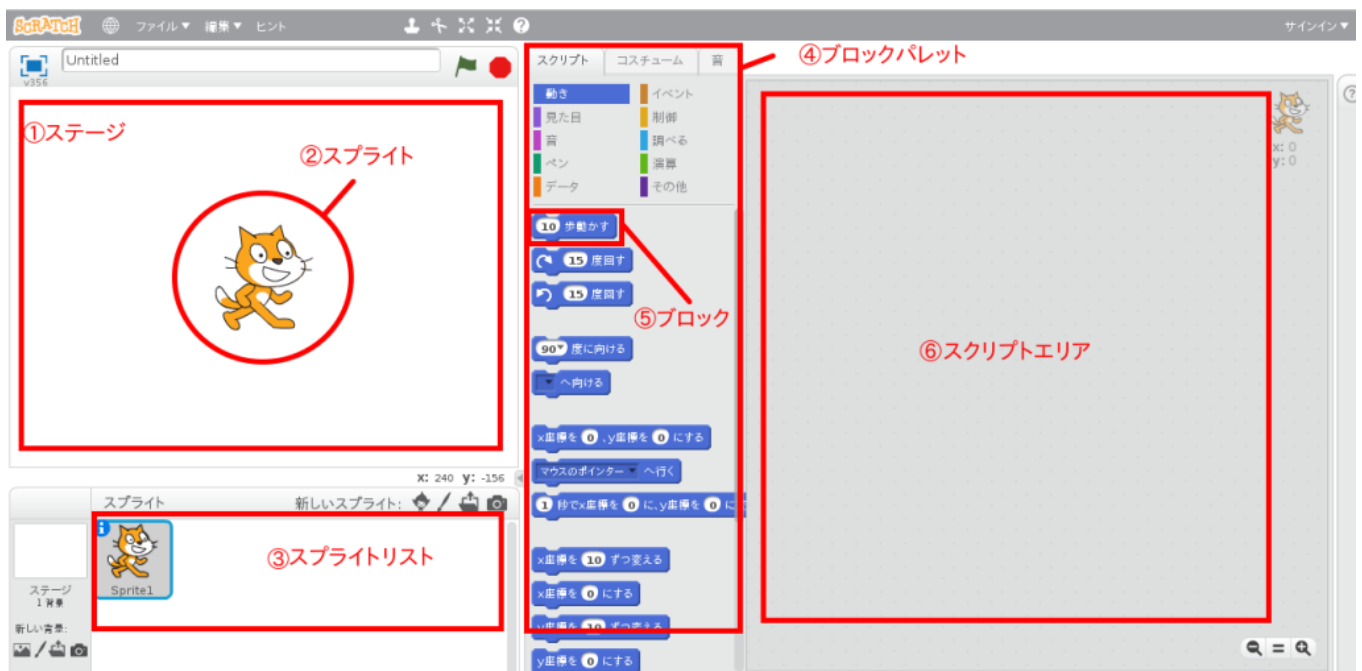 SCRATCH ファイル▼ 編集▼ ヒント サインイン▼
v356
Untitled
①ステージ
②スプライト
x: 240 y: -156
スプライト 新しいスプライト:
Sprite1
③スプライトリスト
ステージ
1 背景
新しい背景:
スクリプト コスチューム 音
④ブロックパレット
動き イベント
見た目 制御
音 調べる
ペン 演算
データ その他
10 歩動かす
15 度回す
15 度回す
⑤ブロック
90▼ 度に向ける
▼ へ向ける
x座標を 0 、y座標を 0 にする
マウスのポインター ▼ へ行く
1 秒でx座標を 0 に、y座標を 0 に
x座標を 10 ずつ変える
x座標を 0 にする
y座標を 10 ずつ変える
y座標を 0 にする
⑥スクリプトエリア
x: 0
y: 0